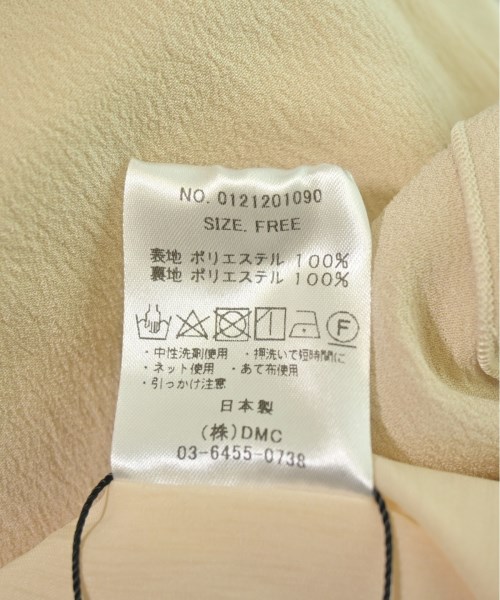 NO. 0121201090
SIZE. FREE
表地 ポリエステル 100%
裏地 ポリエステル 100%
F
・中性洗剤使用 ・押洗いで短時間に
・ネット使用 ・あて布使用
・引っかけ注意
日本製
(株)DMC
03-6455-0738